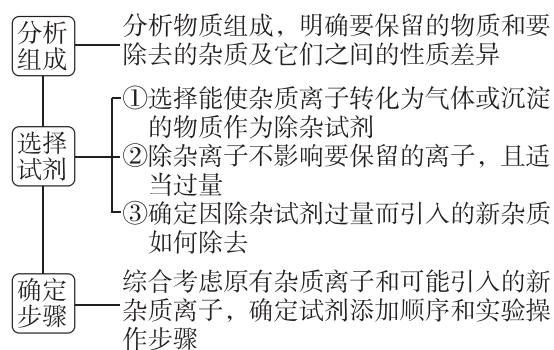 分析
组成
分析物质组成，明确要保留的物质和要
除去的杂质及它们之间的性质差异
选择
试剂
①选择能使杂质离子转化为气体或沉淀
的物质作为除杂试剂
②除杂离子不影响要保留的离子，且适
当过量
③确定因除杂试剂过量而引入的新杂质
如何除去
确定
步骤
综合考虑原有杂质离子和可能引入的新
杂质离子，确定试剂添加顺序和实验操
作步骤